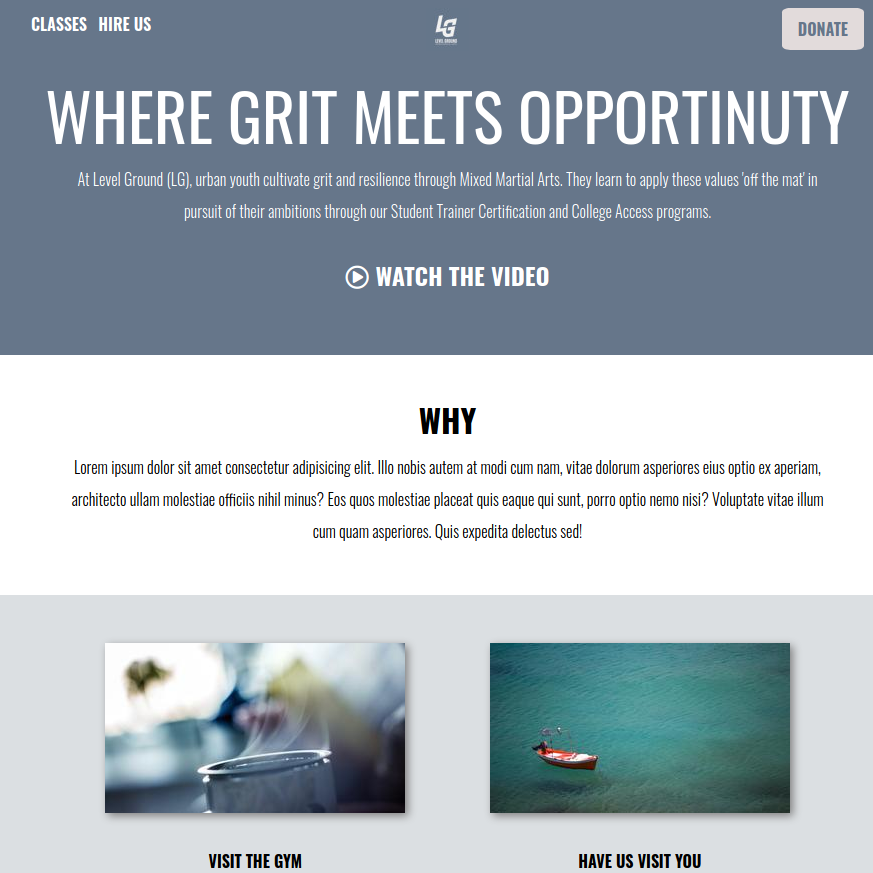 CLASSES HIRE US
LG
LEVEL GROUND
DONATE
WHERE GRIT MEETS OPPORTINUTY
At Level Ground (LG), urban youth cultivate grit and resilience through Mixed Martial Arts. They learn to apply these values 'off the mat' in
pursuit of their ambitions through our Student Trainer Certification and College Access programs.
WATCH THE VIDEO
WHY
Lorem ipsum dolor sit amet consectetur adipisicing elit. Illo nobis autem at modi cum nam, vitae dolorum asperiores eius optio ex aperiam,
architecto ullam molestiae officiis nihil minus? Eos quos molestiae placeat quis eaque qui sunt, porro optio nemo nisi? Voluptate vitae illum
cum quam asperiores. Quis expedita delectus sed!
VISIT THE GYM
HAVE US VISIT YOU